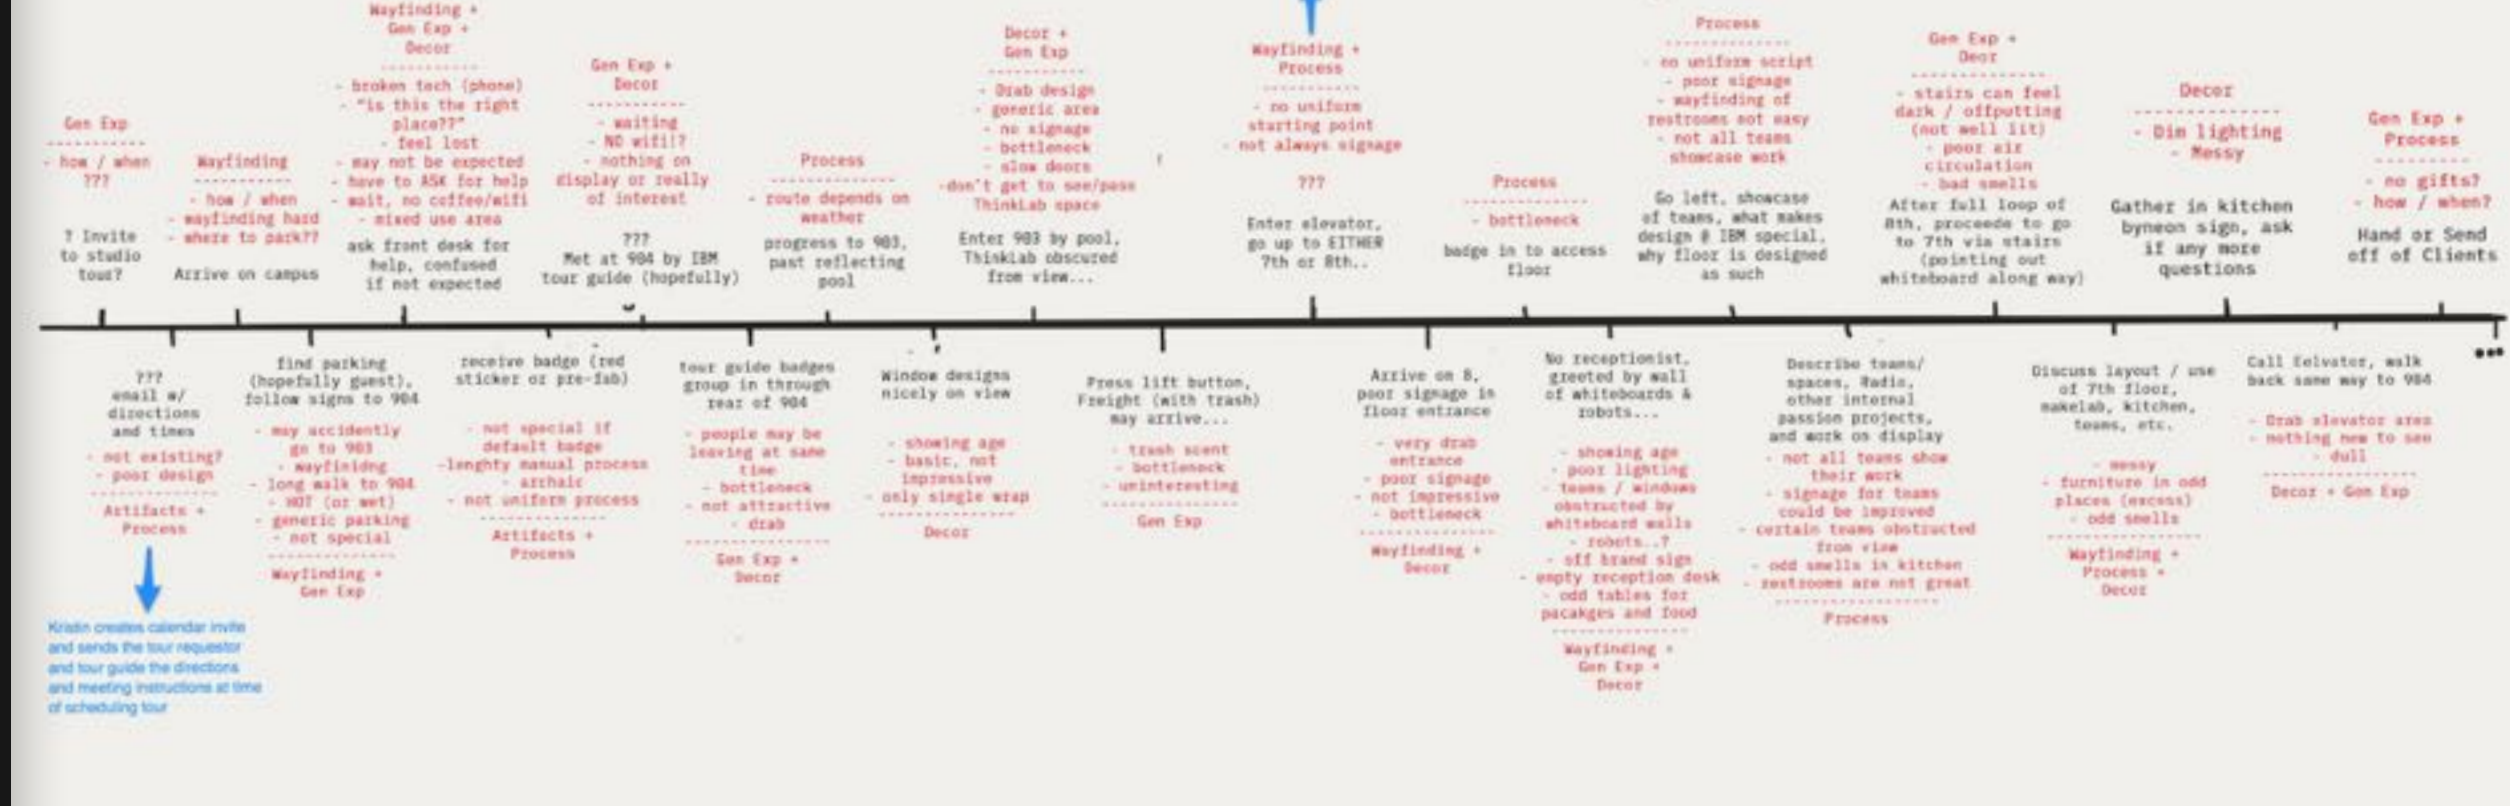 Gen Exp
- how / when
???
? Invite
to studio
tour?
???
email w/
directions
and times
- not existing?
- poor design
Artifacts +
Process
Kristin creates calendar invite
and sends the tour requestor
and tour guide the directions
and meeting instructions at time
of scheduling tour
Wayfinding
- how / when
- wayfinding hard
- where to park??
Arrive on campus
find parking
(hopefully guest),
follow signs to 904
- may accidently
go to 903
- wayfinidng
- long walk to 904
- HOT (or wet)
- generic parking
- not special
Wayfinding +
Gen Exp
Wayfinding +
Gen Exp +
Decor
- broken tech (phone)
- "is this the right
place??"
- feel lost
- may not be expected
- have to ASK for help
- wait, no coffee/wifi
- mixed use area
ask front desk for
help, confused
if not expected
receive badge (red
sticker or pre-fab)
- not special if
default badge
-lenghty manual process
- archaic
- not uniform process
Artifacts +
Process
Gen Exp +
Decor
- waiting
- NO wifi!?
- nothing on
display or really
of interest
???
Met at 904 by IBM
tour guide (hopefully)
tour guide badges
group in through
rear of 904
- people may be
leaving at same
time
- bottleneck
- not attractive
- drab
Gen Exp +
Decor
Process
- route depends on
weather
progress to 903,
past reflecting
pool
Window designs
nicely on view
- showing age
- basic, not
impressive
- only single wrap
Decor
Decor +
Gen Exp
- Drab design
- generic area
- no signage
- bottleneck
- slow doors
-don't get to see/pass
ThinkLab space
Enter 903 by pool,
ThinkLab obscured
from view...
Press lift button,
Freight (with trash)
may arrive...
- trash scent
- bottleneck
- uninteresting
Gen Exp
Wayfinding +
Process
- no uniform
starting point
- not always signage
???
Enter elevator,
go up to EITHER
7th or 8th..
Arrive on 8,
poor signage in
floor entrance
- very drab
entrance
- poor signage
- not impressive
- bottleneck
Wayfinding +
Decor
Process
- bottleneck
badge in to access
floor
No receptionist,
greeted by wall
of whiteboards &
robots...
- showing age
- poor lighting
- teams / windows
obstructed by
whiteboard walls
- robots..?
- off brand sign
- empty reception desk
- odd tables for
pacakges and food
Wayfinding +
Gen Exp +
Decor
Process
- no uniform script
- poor signage
- wayfinding of
restrooms not easy
- not all teams
showcase work
Go left, showcase
of teams, what makes
design @ IBM special,
why floor is designed
as such
Describe teams/
spaces, Radio,
other internal
passion projects,
and work on display
- not all teams show
their work
- signage for teams
could be improved
- certain teams obstructed
from view
- odd smells in kitchen
- restrooms are not great
Process
Gen Exp +
Deor
- stairs can feel
dark / offputting
(not well lit)
- poor air
circulation
- bad smells
After full loop of
8th, proceede to go
to 7th via stairs
(pointing out
whiteboard along way)
Discuss layout / use
of 7th floor,
makelab, kitchen,
teams, etc.
- messy
- furniture in odd
places (excess)
- odd smells
Wayfinding +
Process +
Decor
Decor
- Dim lighting
- Messy
Gather in kitchen
byneon sign, ask
if any more
questions
Call Eelvator, walk
back same way to 904
- Drab elevator area
- nothing new to see
- dull
Decor + Gen Exp
Gen Exp +
Process
- no gifts?
- how / when?
Hand or Send
off of Clients
...